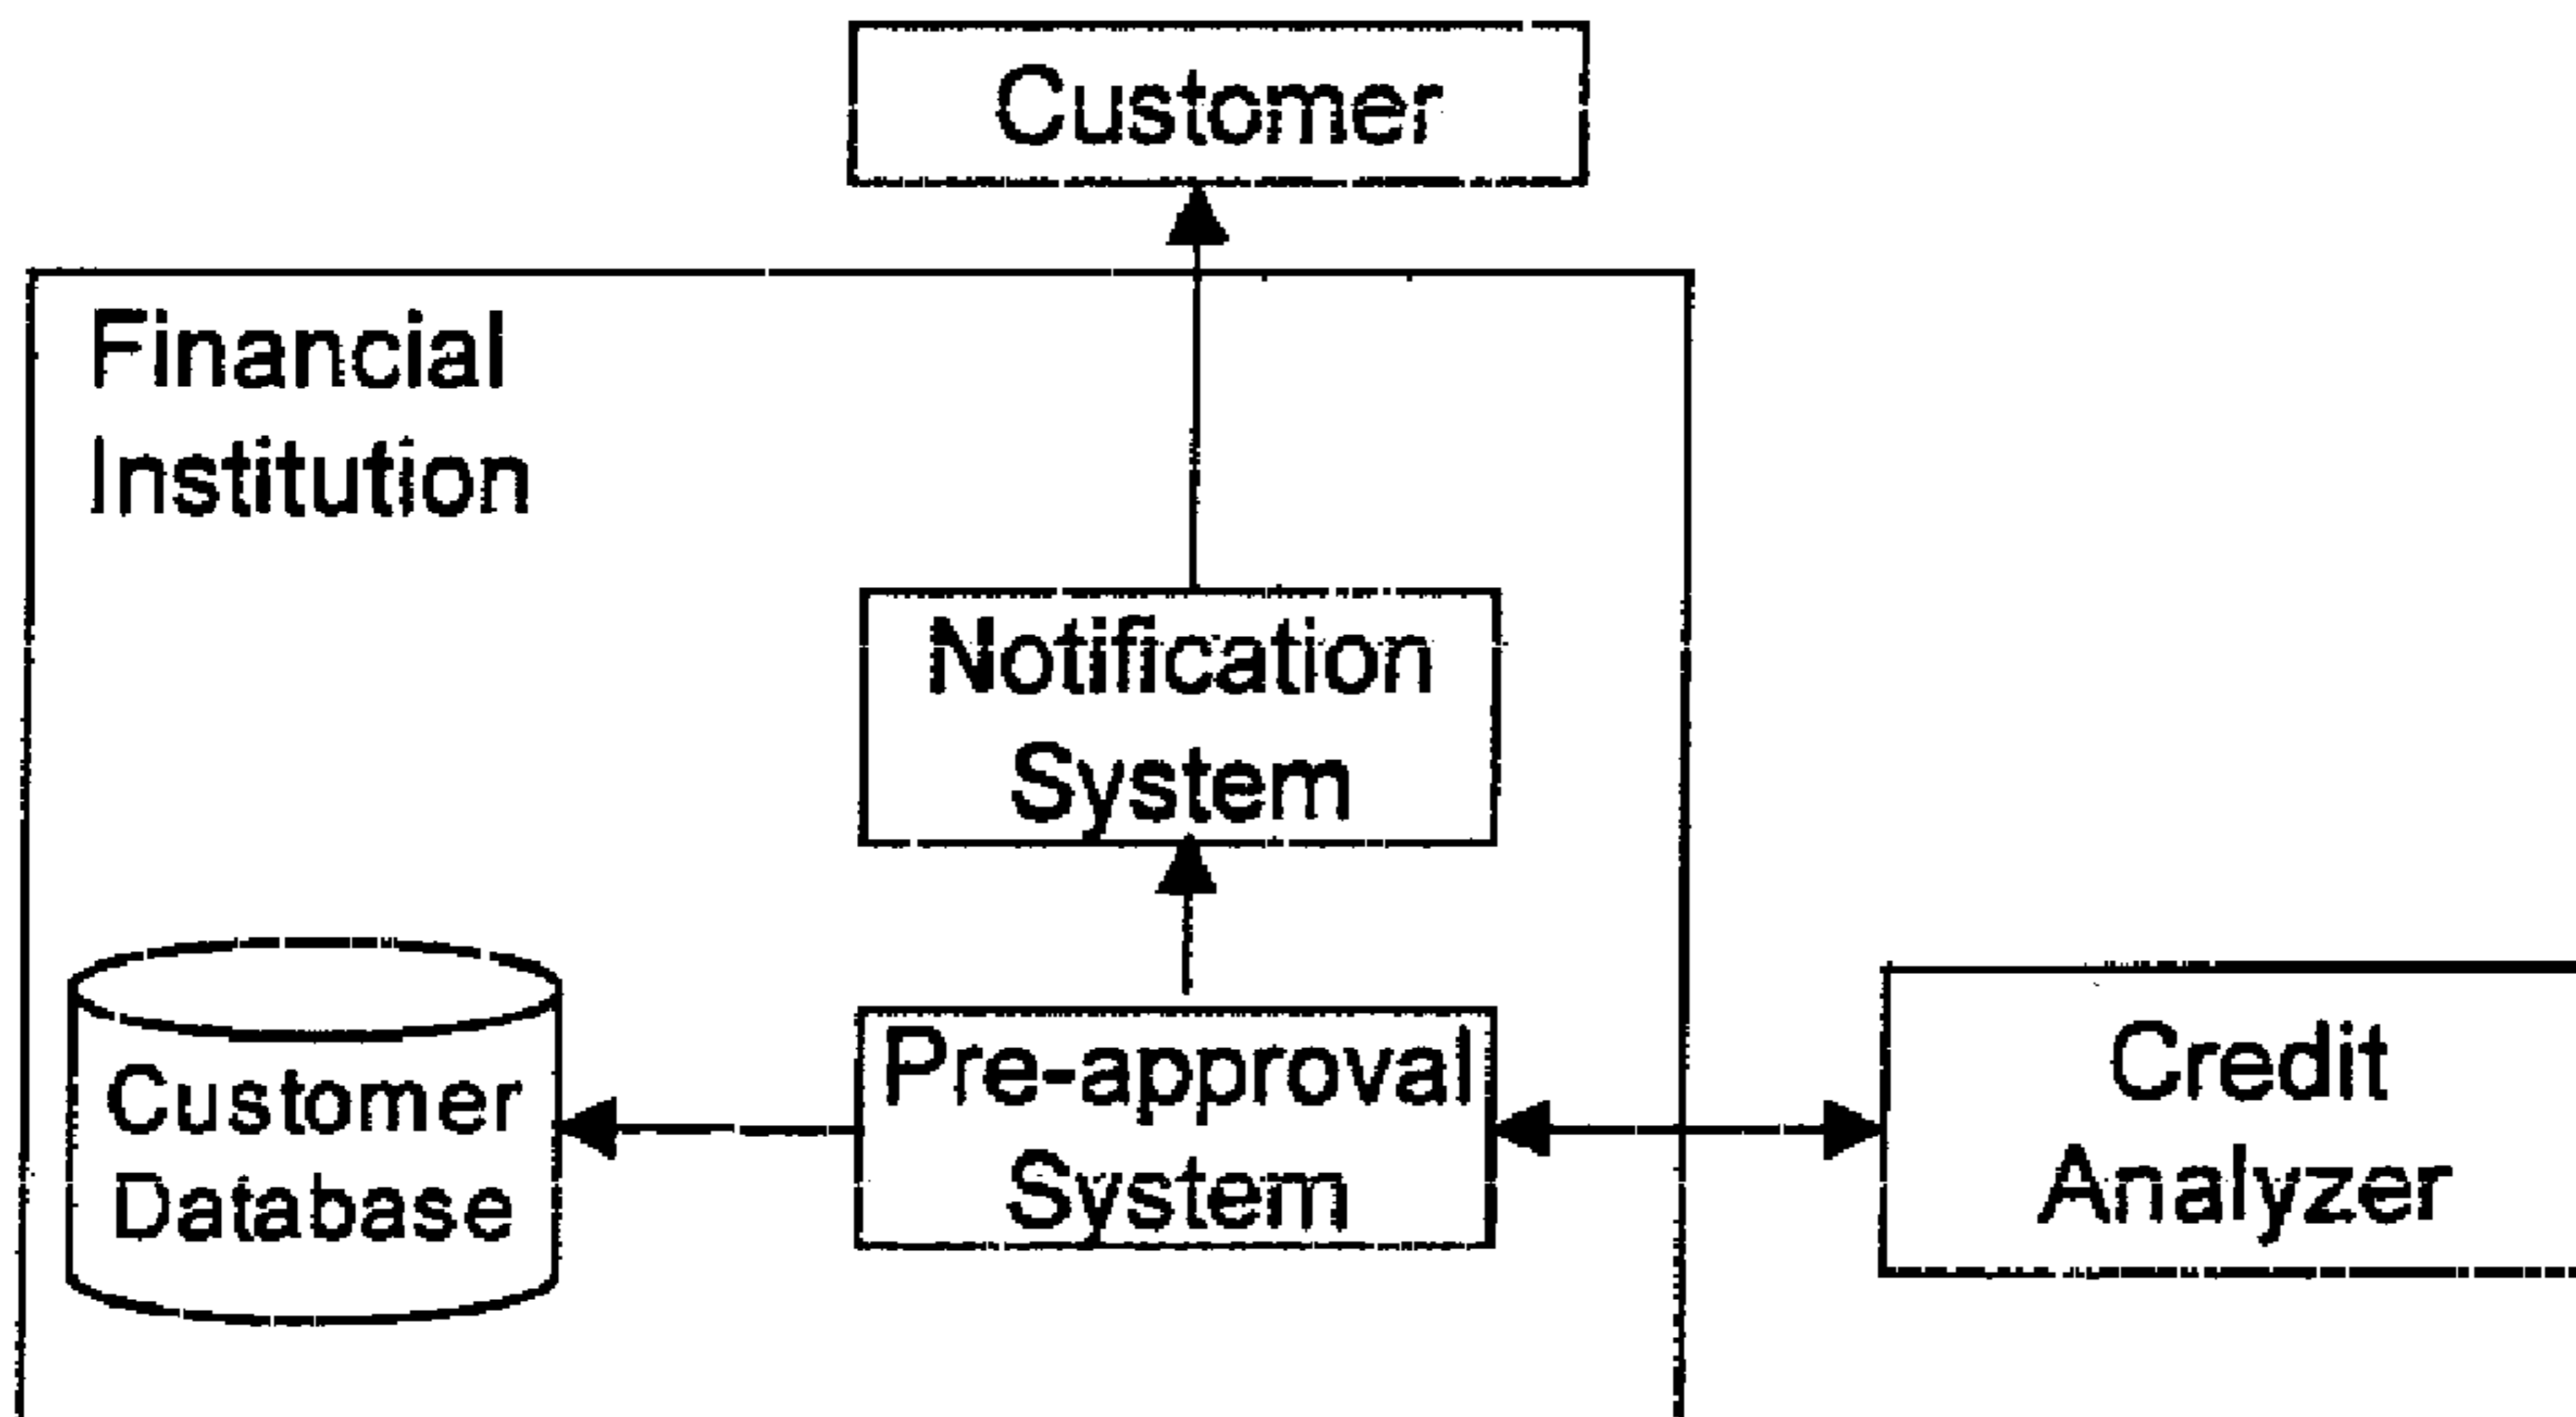 Customer
Financial
Institution
Notification
System
Customer
Database
Pre-approval
System
Credit
Analyzer